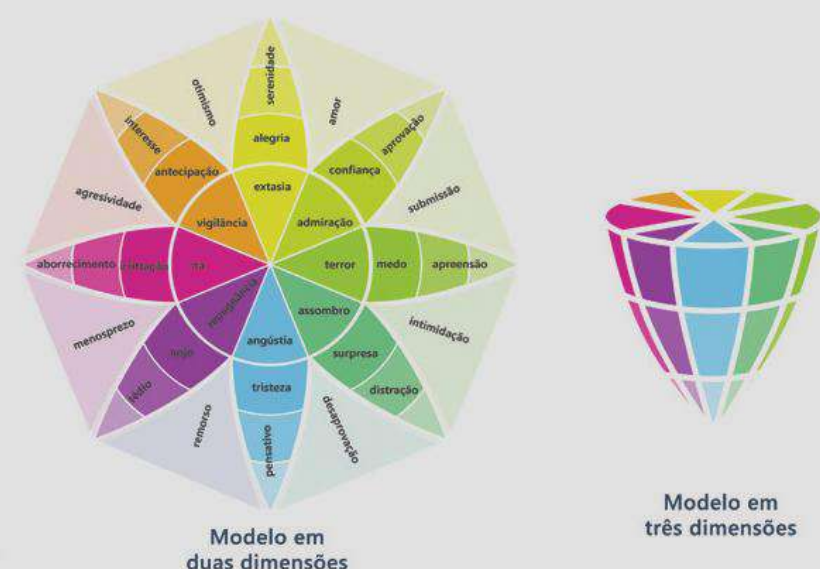 serenidade
otimismo
amor
interesse
alegria
aprovação
antecipação
confiança
extasia
agresividade
submissão
vigilância
admiração
aborrecimento
irritação
ira
terror
medo
apreensão
repugnância
assombro
menosprezo
angústia
intimidação
nojo
surpresa
tédio
tristeza
distração
remorso
pensativo
desaprovação
Modelo em
duas dimensões
Modelo em
três dimensões